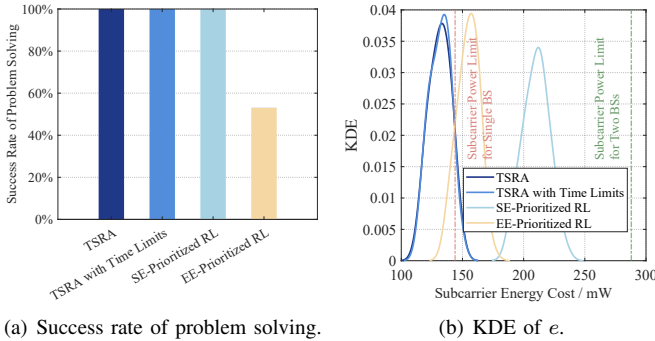 Success Rate of Problem Solving
100%
80%
60%
40%
20%
0%
TSRA
TSRA with Time Limits
SE-Prioritized RL
EE-Prioritized RL
(a) Success rate of problem solving.
KDE
0.04
0.035
0.03
0.025
0.02
0.015
0.01
0.005
0
Subcarrier Power Limit
for Single BS
Subcarrier Power Limit
for Two BSs
TSRA
TSRA with Time Limits
SE-Prioritized RL
EE-Prioritized RL
100
150
200
250
300
Subcarrier Energy Cost / mW
(b) KDE of e.